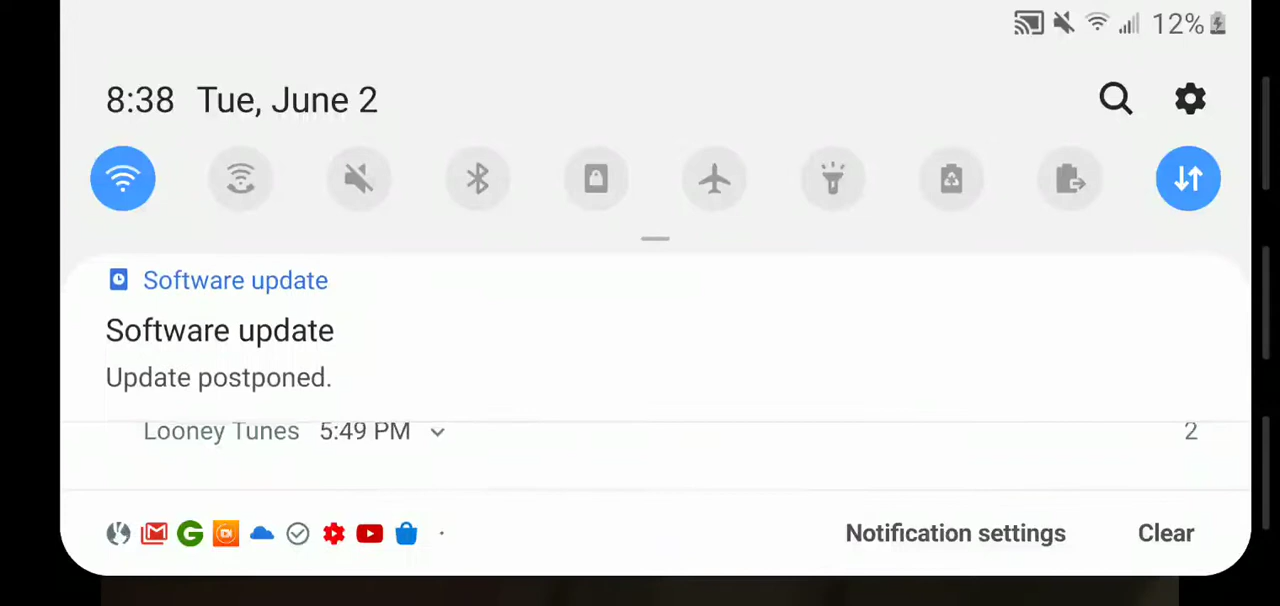 12%
8:38 Tue, June 2
Software update
Software update
Update postponed.
Looney Tunes 5:49 PM 2
Notification settings Clear